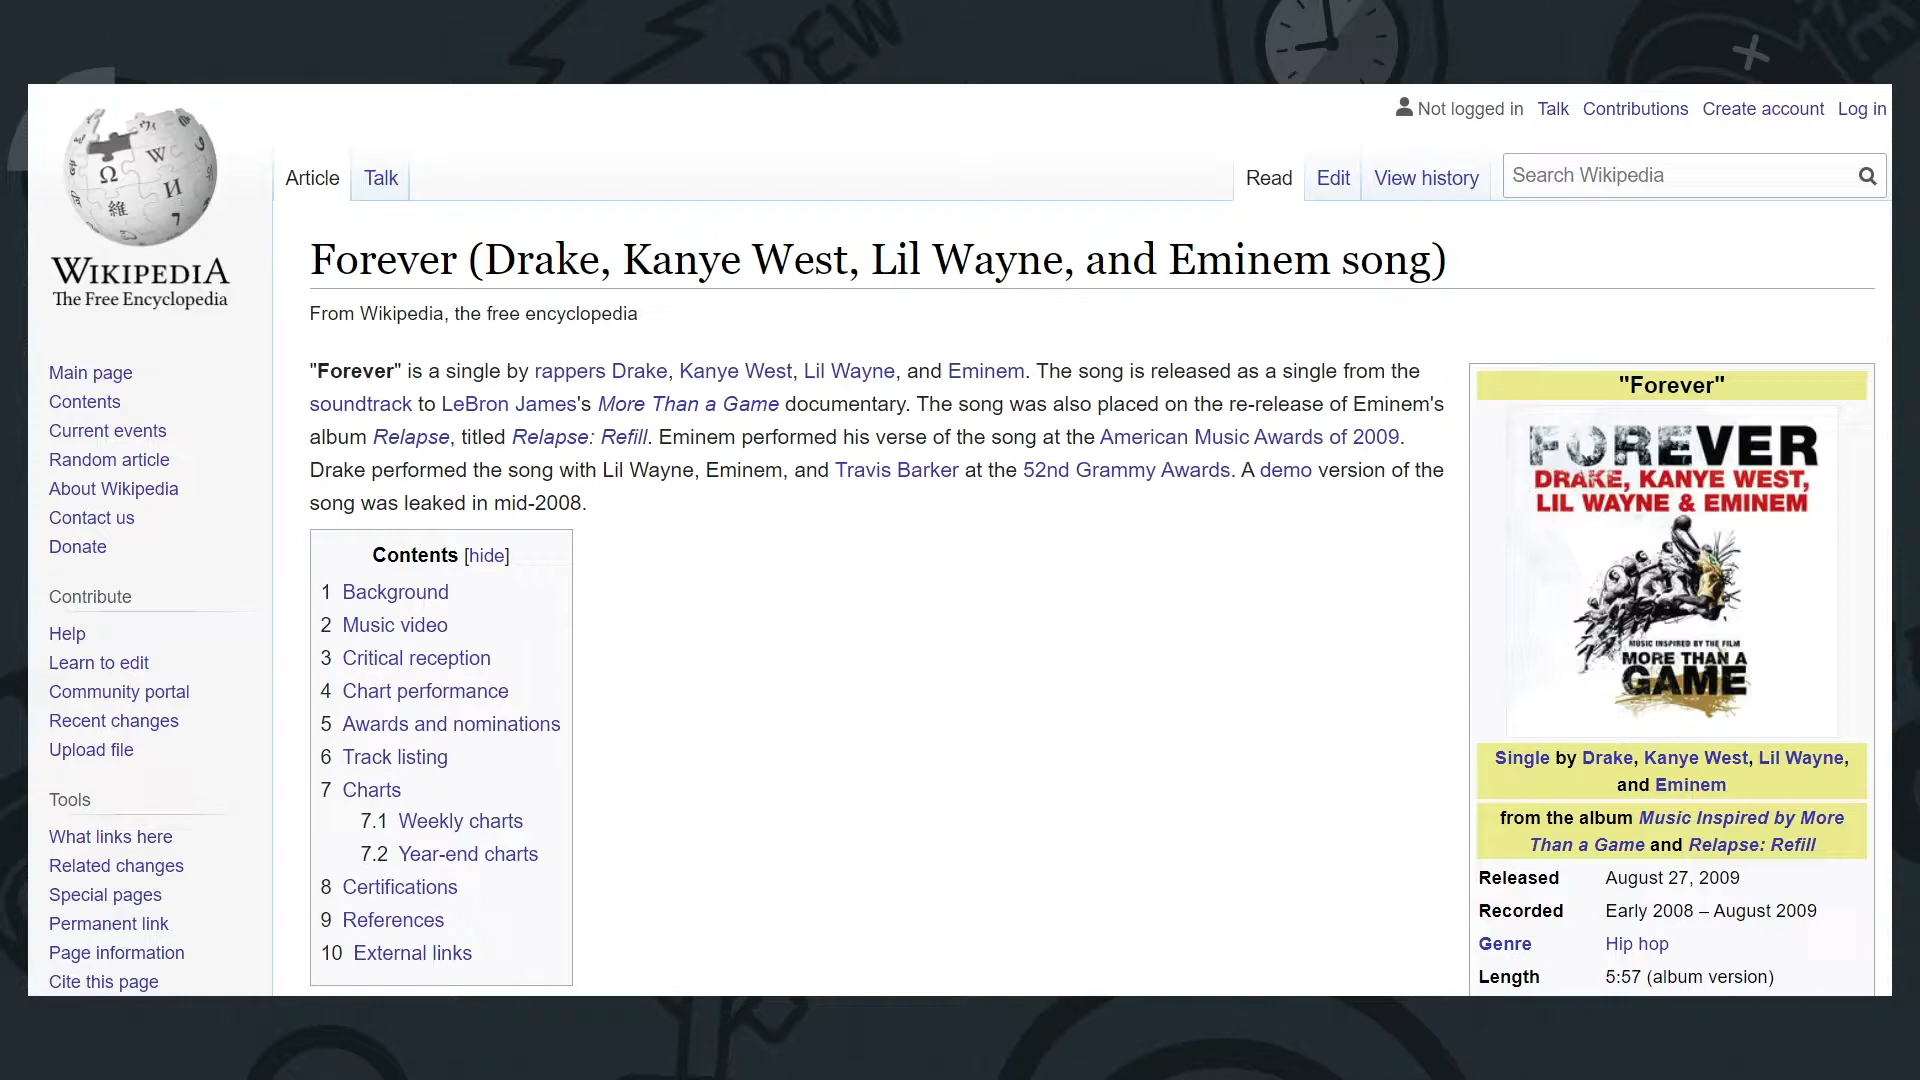 DEW
Not logged in Talk Contributions Create account Log in
Article Talk Read Edit View history Search Wikipedia
WIKIPEDIA
The Free Encyclopedia
Main page
Contents
Current events
Random article
About Wikipedia
Contact us
Donate
Contribute
Help
Learn to edit
Community portal
Recent changes
Upload file
Tools
What links here
Related changes
Special pages
Permanent link
Page information
Cite this page
Forever (Drake, Kanye West, Lil Wayne, and Eminem song)
From Wikipedia, the free encyclopedia
"Forever" is a single by rappers Drake, Kanye West, Lil Wayne, and Eminem. The song is released as a single from the
soundtrack to LeBron James's More Than a Game documentary. The song was also placed on the re-release of Eminem's
album Relapse, titled Relapse: Refill. Eminem performed his verse of the song at the American Music Awards of 2009.
Drake performed the song with Lil Wayne, Eminem, and Travis Barker at the 52nd Grammy Awards. A demo version of the
song was leaked in mid-2008.
Contents [hide]
1 Background
2 Music video
3 Critical reception
4 Chart performance
5 Awards and nominations
6 Track listing
7 Charts
7.1 Weekly charts
7.2 Year-end charts
8 Certifications
9 References
10 External links
"Forever"
FOREVER
DRAKE, KANYE WEST,
LIL WAYNE & EMINEM
MUSIC INSPIRED BY THE FILM
MORE THAN A
GAME
Single by Drake, Kanye West, Lil Wayne,
and Eminem
from the album Music Inspired by More
Than a Game and Relapse: Refill
Released August 27, 2009
Recorded Early 2008 – August 2009
Genre Hip hop
Length 5:57 (album version)